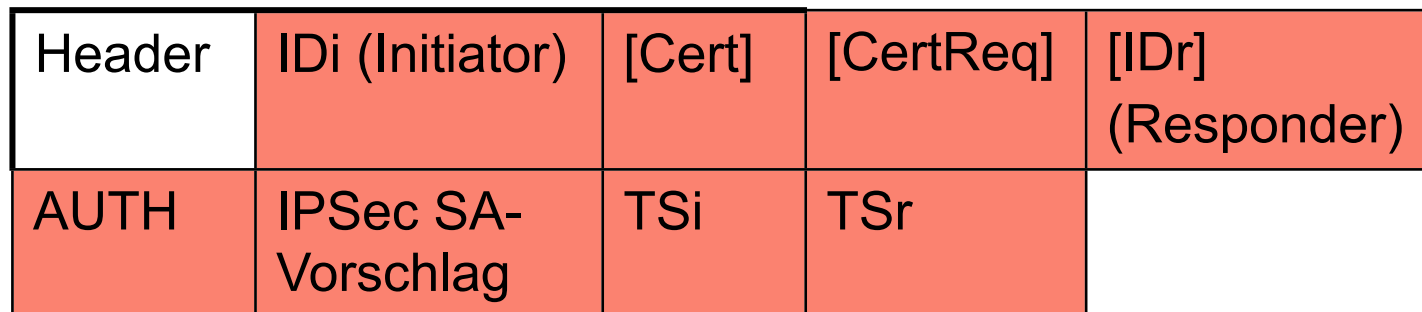 Header
IDi (Initiator)
[Cert]
[CertReq]
[IDr]
(Responder)
AUTH
IPSec SA-
Vorschlag
TSi
TSr